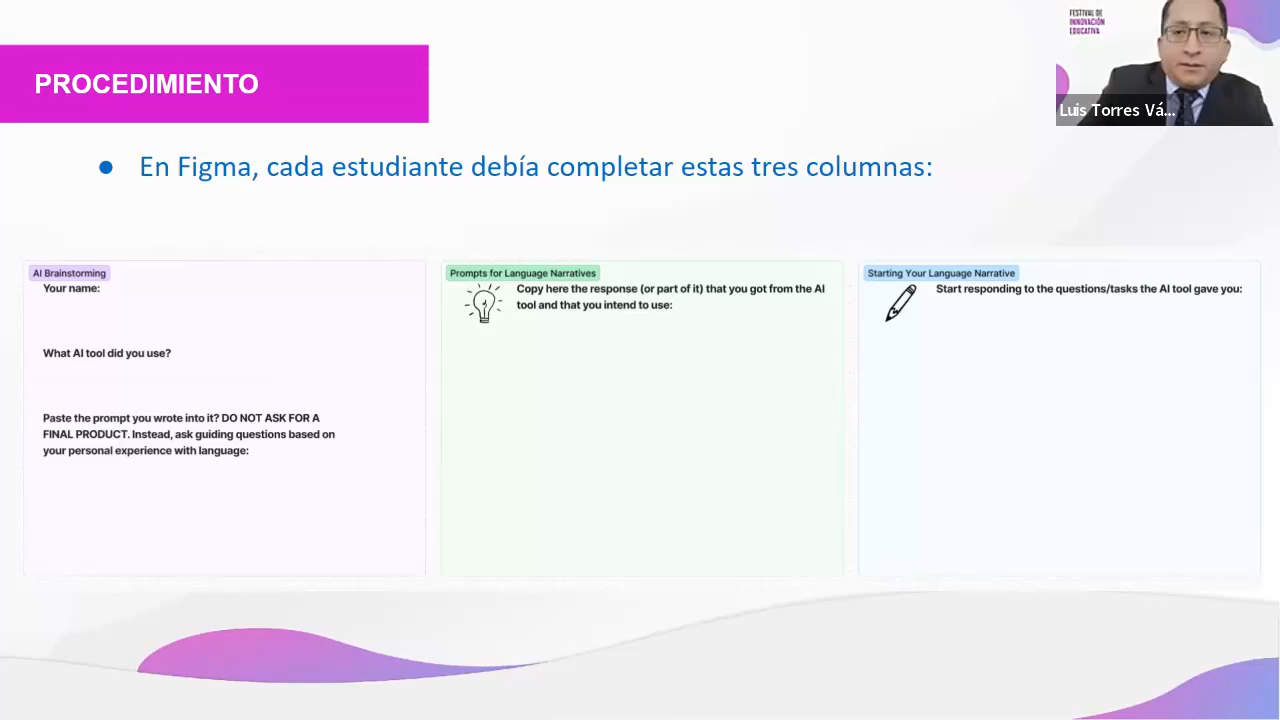 FESTIVAL DE
INNOVACIÓN
EDUCATIVA
Luis Torres Vá...
PROCEDIMIENTO
● En Figma, cada estudiante debía completar estas tres columnas:
AI Brainstorming
Your name:
What AI tool did you use?
Paste the prompt you wrote into it? DO NOT ASK FOR A
FINAL PRODUCT. Instead, ask guiding questions based on
your personal experience with language:
Prompts for Language Narratives
Copy here the response (or part of it) that you got from the AI
tool and that you intend to use:
Starting Your Language Narrative
Start responding to the questions/tasks the AI tool gave you: